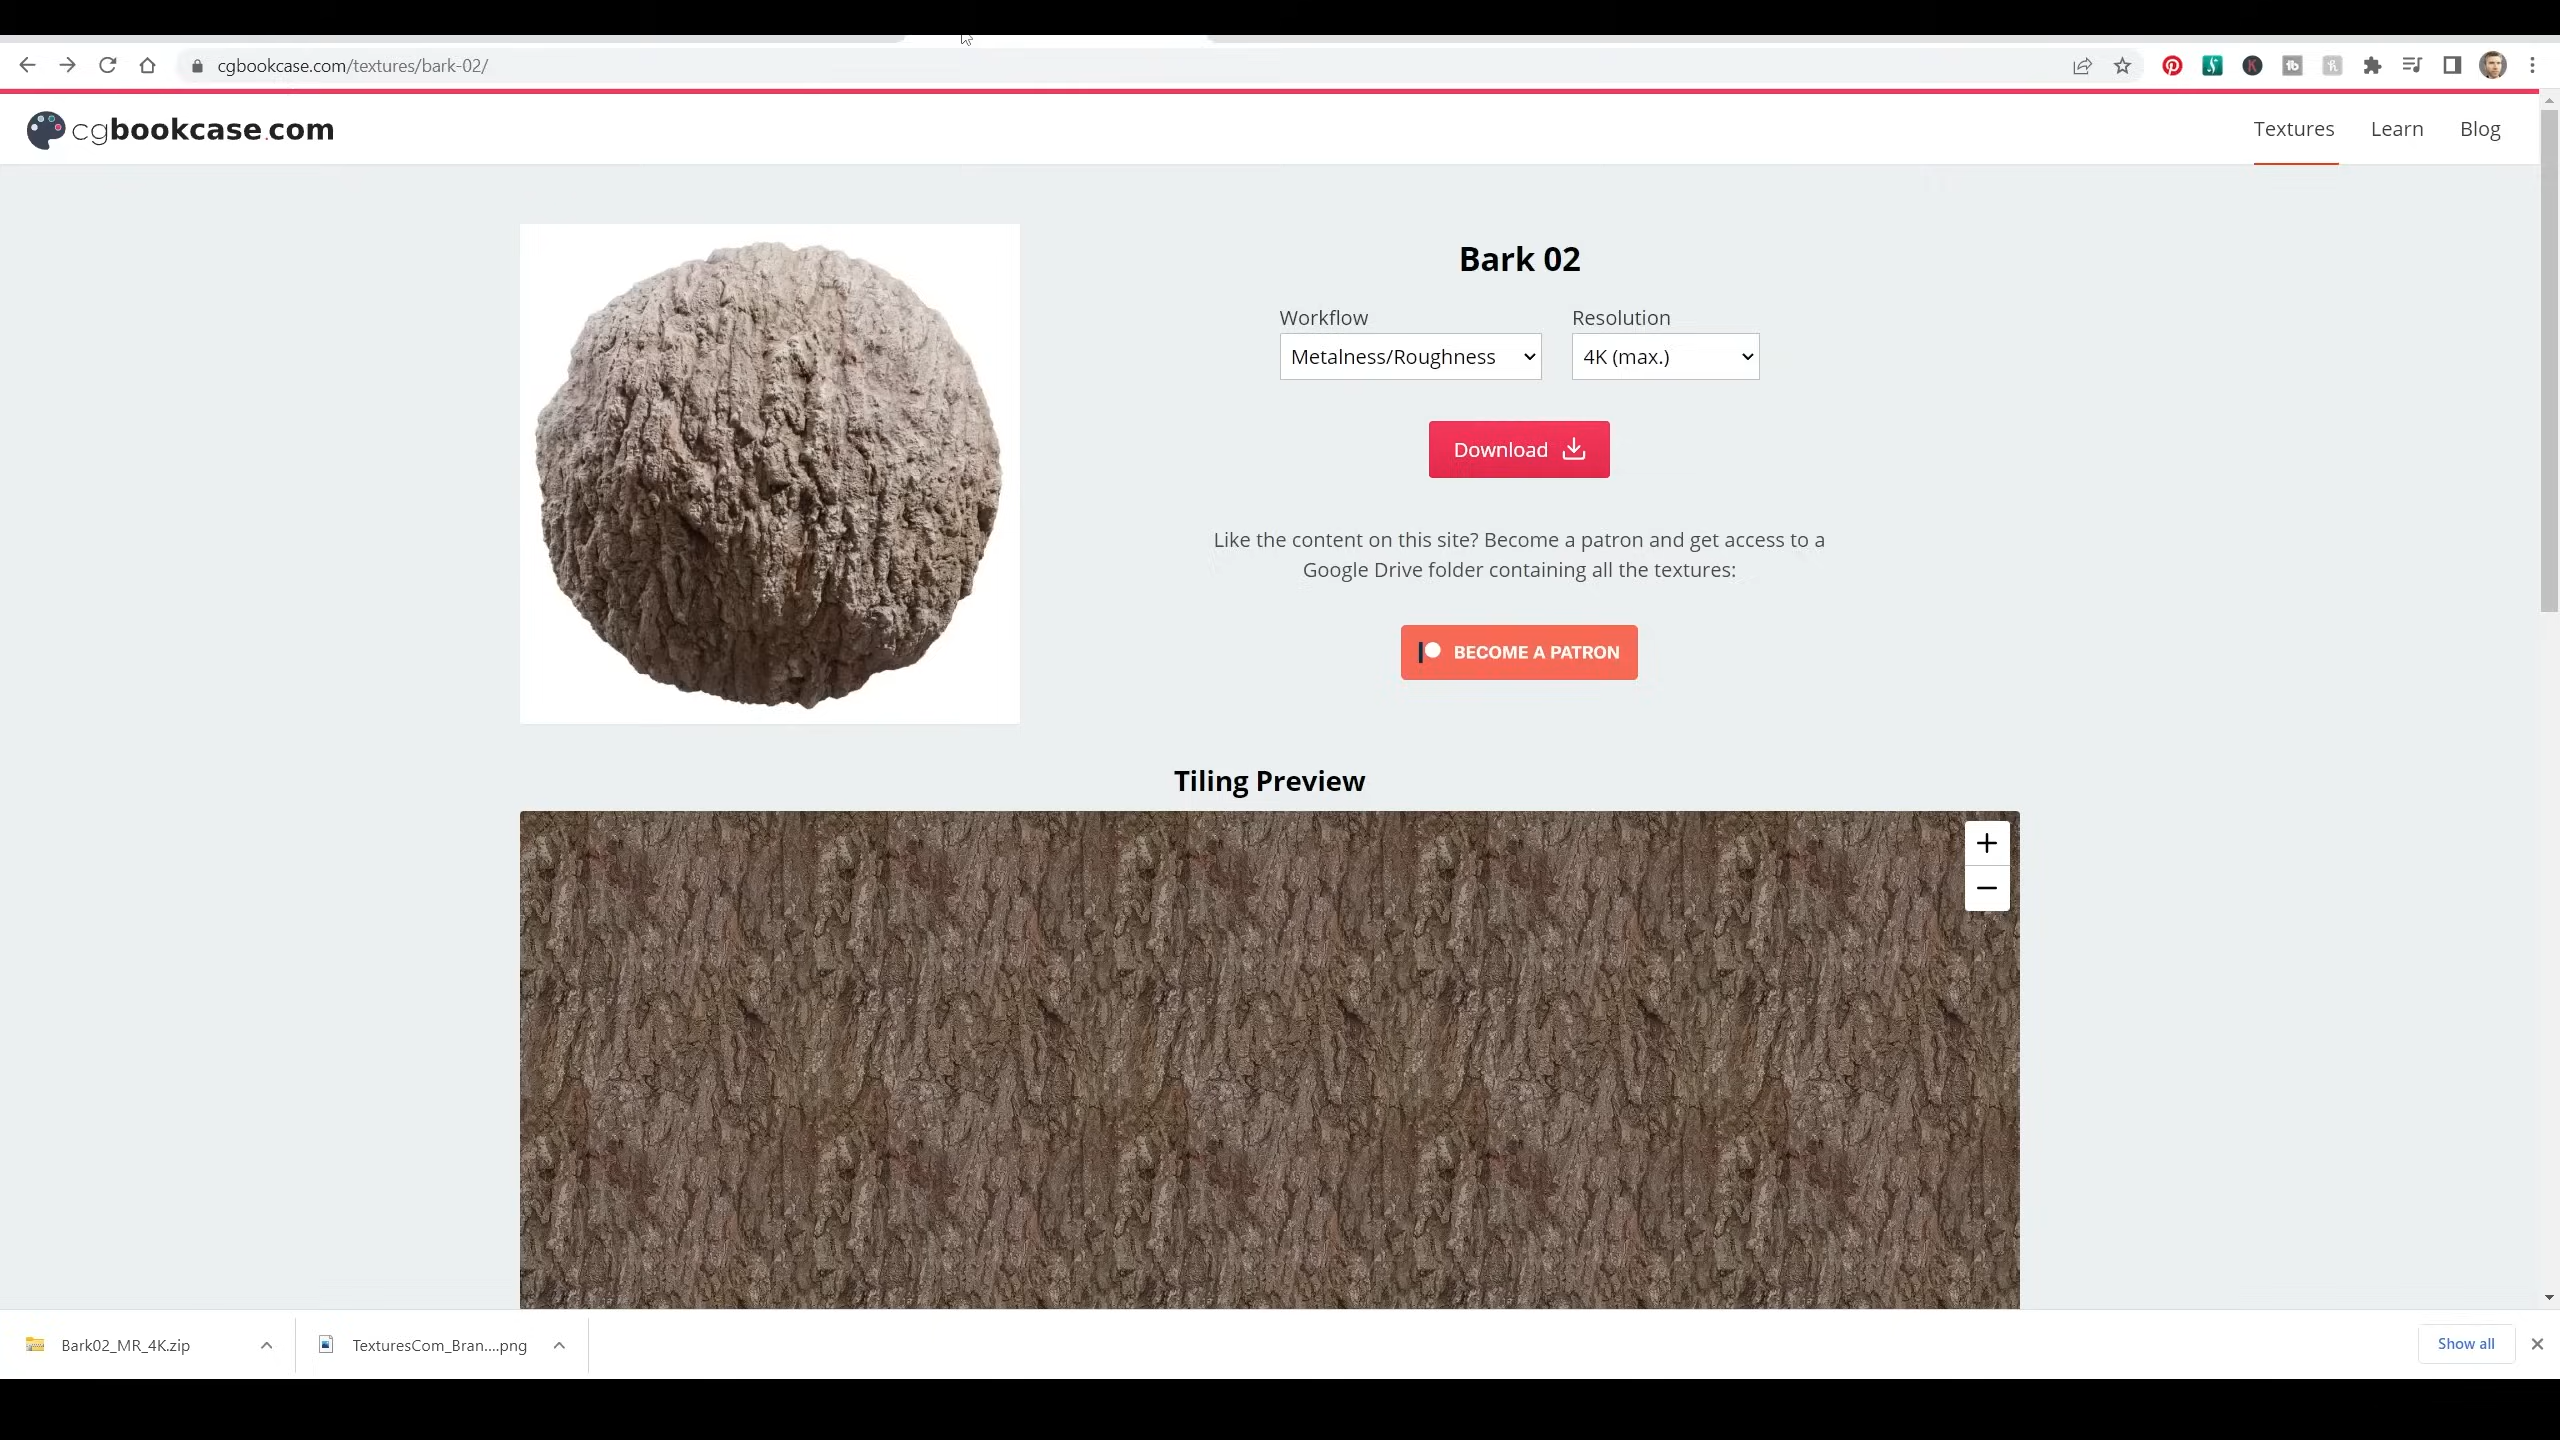 cgbookcase.com/textures/bark-02/
cgbookcase.com
Textures
Learn
Blog
Bark 02
Workflow
Resolution
Metalness/Roughness
4K (max.)
Download
Like the content on this site? Become a patron and get access to a
Google Drive folder containing all the textures:
BECOME A PATRON
Tiling Preview
Bark02_MR_4K.zip
TexturesCom_Bran....png
Show all